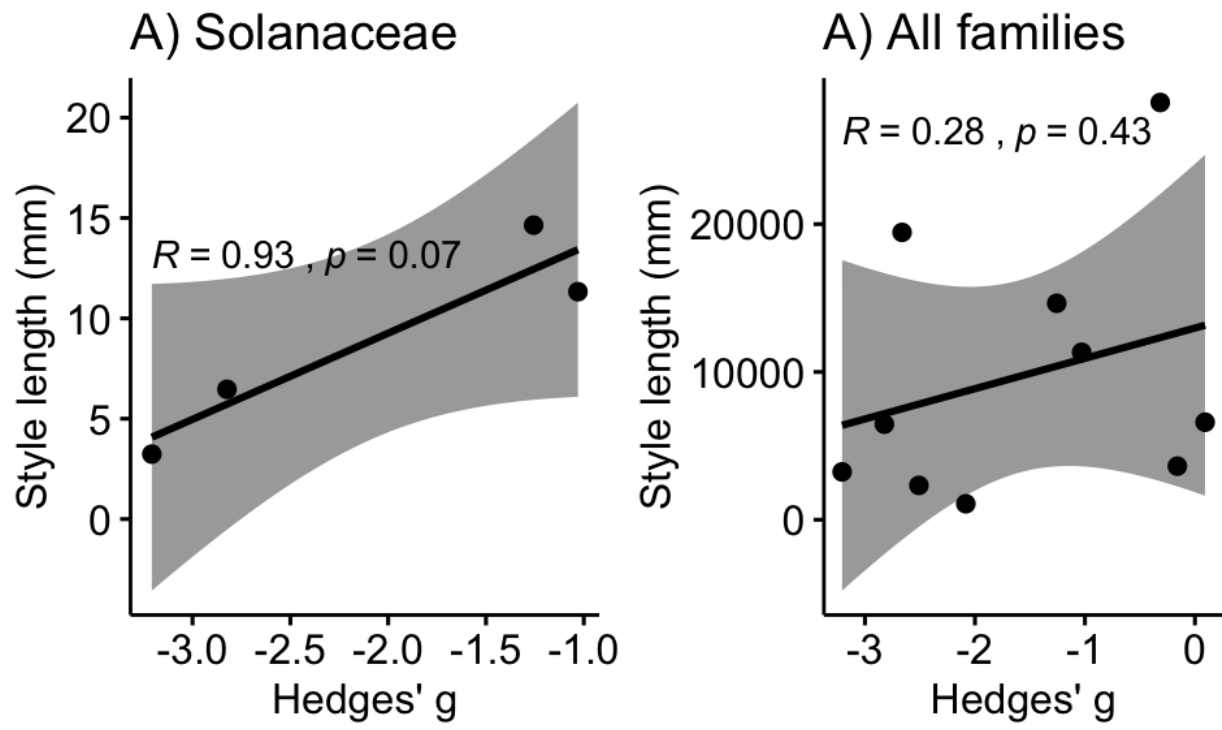 A) Solanaceae
R = 0.93 , p = 0.07
Style length (mm)
20
15
10
5
0
-3.0 -2.5 -2.0 -1.5 -1.0
Hedges' g
A) All families
R = 0.28 , p = 0.43
Style length (mm)
20000
10000
0
-3 -2 -1 0
Hedges' g